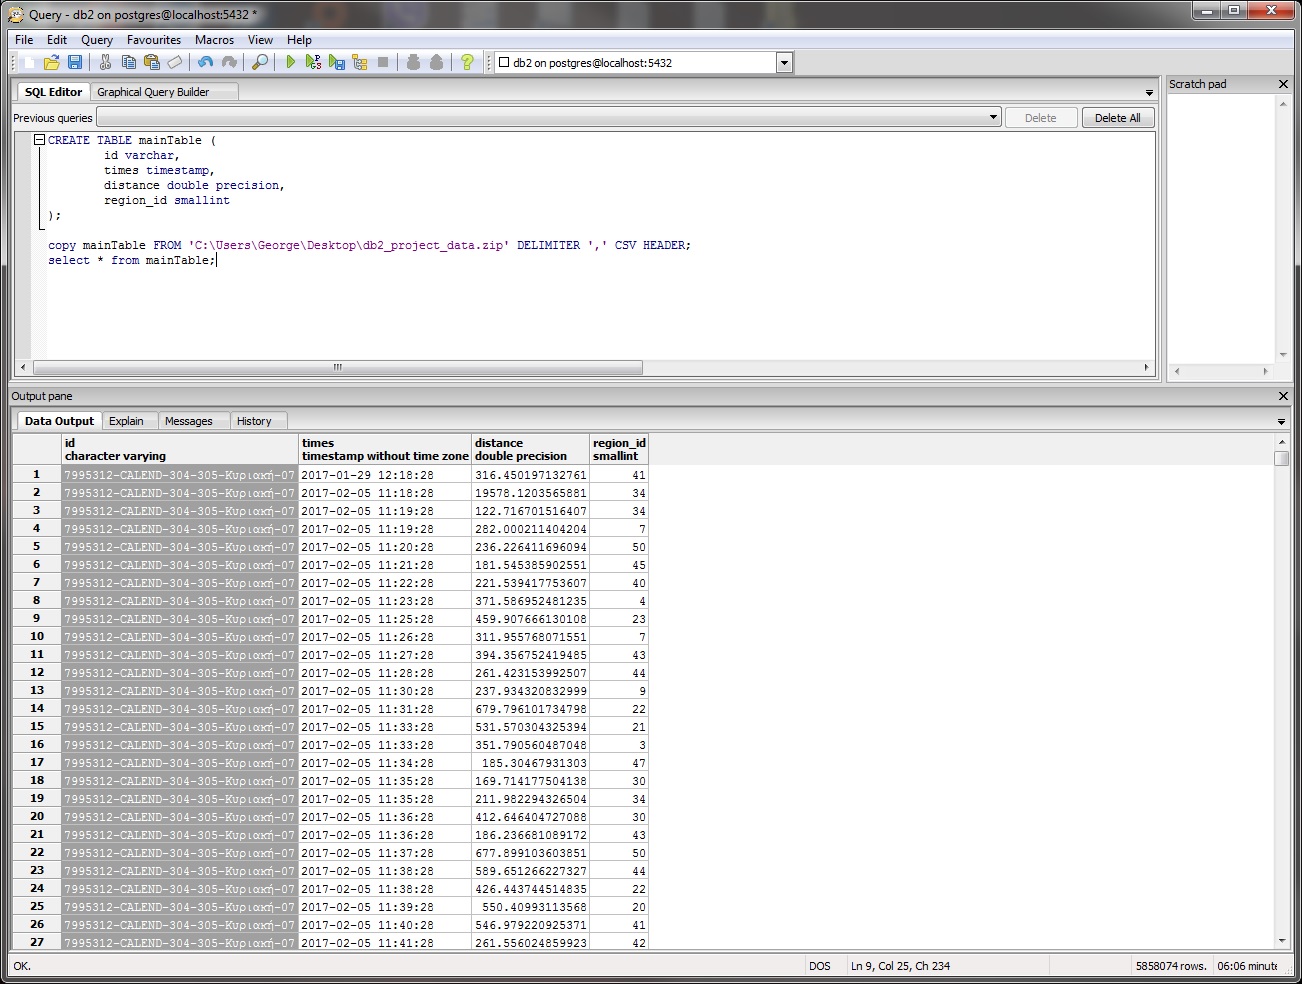 Query - db2 on postgres@localhost:5432 *
File Edit Query Favourites Macros View Help
db2 on postgres@localhost:5432
SQL Editor Graphical Query Builder
Scratch pad
Previous queries Delete Delete All
CREATE TABLE mainTable (
id varchar,
times timestamp,
distance double precision,
region_id smallint
);
copy mainTable FROM 'C:\Users\George\Desktop\db2_project_data.zip' DELIMITER ',' CSV HEADER;
select * from mainTable;
Output pane
Data Output Explain Messages History
id times distance region_id
character varying timestamp without time zone double precision smallint
1 7995312-CALEND-304-305-Κυριακή-07 2017-01-29 12:18:28 316.450197132761 41
2 7995312-CALEND-304-305-Κυριακή-07 2017-02-05 11:18:28 19578.1203565881 34
3 7995312-CALEND-304-305-Κυριακή-07 2017-02-05 11:19:28 122.716701516407 34
4 7995312-CALEND-304-305-Κυριακή-07 2017-02-05 11:19:28 282.000211404204 7
5 7995312-CALEND-304-305-Κυριακή-07 2017-02-05 11:20:28 236.226411696094 50
6 7995312-CALEND-304-305-Κυριακή-07 2017-02-05 11:21:28 181.545385902551 45
7 7995312-CALEND-304-305-Κυριακή-07 2017-02-05 11:22:28 221.539417753607 40
8 7995312-CALEND-304-305-Κυριακή-07 2017-02-05 11:23:28 371.586952481235 4
9 7995312-CALEND-304-305-Κυριακή-07 2017-02-05 11:25:28 459.907666130108 23
10 7995312-CALEND-304-305-Κυριακή-07 2017-02-05 11:26:28 311.955768071551 7
11 7995312-CALEND-304-305-Κυριακή-07 2017-02-05 11:27:28 394.356752419485 43
12 7995312-CALEND-304-305-Κυριακή-07 2017-02-05 11:28:28 261.423153992507 44
13 7995312-CALEND-304-305-Κυριακή-07 2017-02-05 11:30:28 237.934320832999 9
14 7995312-CALEND-304-305-Κυριακή-07 2017-02-05 11:31:28 679.796101734798 22
15 7995312-CALEND-304-305-Κυριακή-07 2017-02-05 11:33:28 531.570304325394 21
16 7995312-CALEND-304-305-Κυριακή-07 2017-02-05 11:33:28 351.790560487048 3
17 7995312-CALEND-304-305-Κυριακή-07 2017-02-05 11:34:28 185.30467931303 47
18 7995312-CALEND-304-305-Κυριακή-07 2017-02-05 11:35:28 169.714177504138 30
19 7995312-CALEND-304-305-Κυριακή-07 2017-02-05 11:35:28 211.982294326504 34
20 7995312-CALEND-304-305-Κυριακή-07 2017-02-05 11:36:28 412.646404727088 30
21 7995312-CALEND-304-305-Κυριακή-07 2017-02-05 11:36:28 186.236681089172 43
22 7995312-CALEND-304-305-Κυριακή-07 2017-02-05 11:37:28 677.899103603851 50
23 7995312-CALEND-304-305-Κυριακή-07 2017-02-05 11:38:28 589.651266227327 44
24 7995312-CALEND-304-305-Κυριακή-07 2017-02-05 11:38:28 426.443744514835 22
25 7995312-CALEND-304-305-Κυριακή-07 2017-02-05 11:39:28 550.40993113568 20
26 7995312-CALEND-304-305-Κυριακή-07 2017-02-05 11:40:28 546.979220925371 41
27 7995312-CALEND-304-305-Κυριακή-07 2017-02-05 11:41:28 261.556024859923 42
OK. DOS Ln 9, Col 25, Ch 234 5858074 rows. 06:06 minute